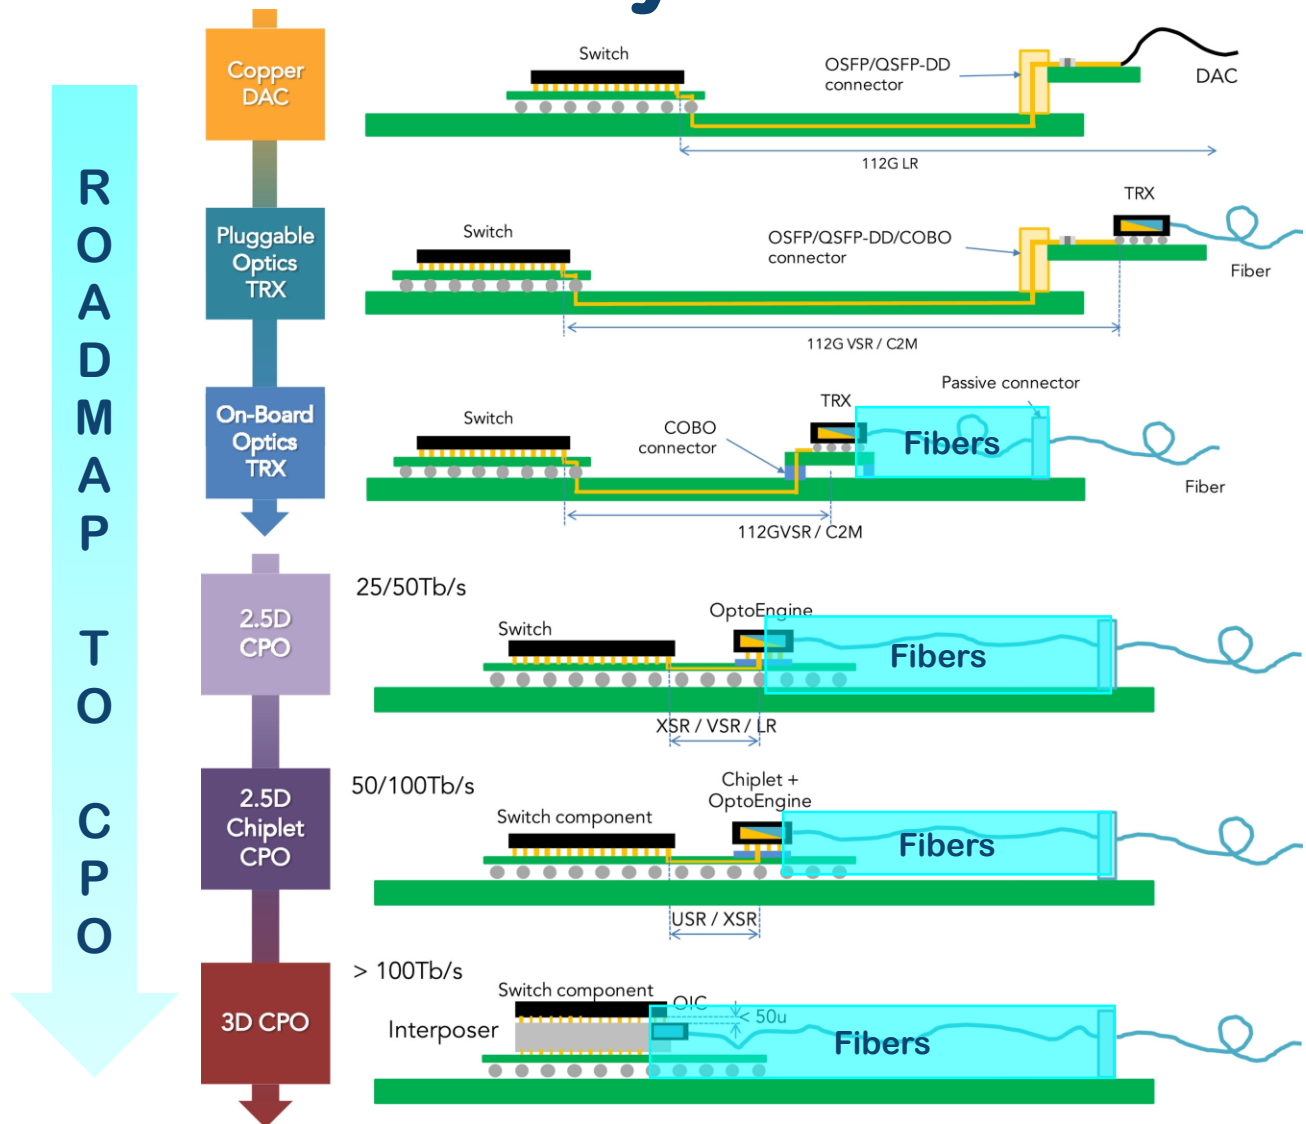 y
ROADMAP TO CPO
Copper
DAC
Switch
OSFP/QSFP-DD
connector
DAC
112G LR
Pluggable
Optics
TRX
Switch
OSFP/QSFP-DD/COBO
connector
TRX
Fiber
112G VSR / C2M
On-Board
Optics
TRX
Switch
COBO
connector
TRX
Passive connector
Fibers
Fiber
112GVSR / C2M
2.5D
CPO
25/50Tb/s
Switch
OptoEngine
Fibers
XSR / VSR / LR
2.5D
Chiplet
CPO
50/100Tb/s
Switch component
Chiplet +
OptoEngine
Fibers
USR / XSR
3D CPO
> 100Tb/s
Switch component
OIC
< 50u
Interposer
Fibers